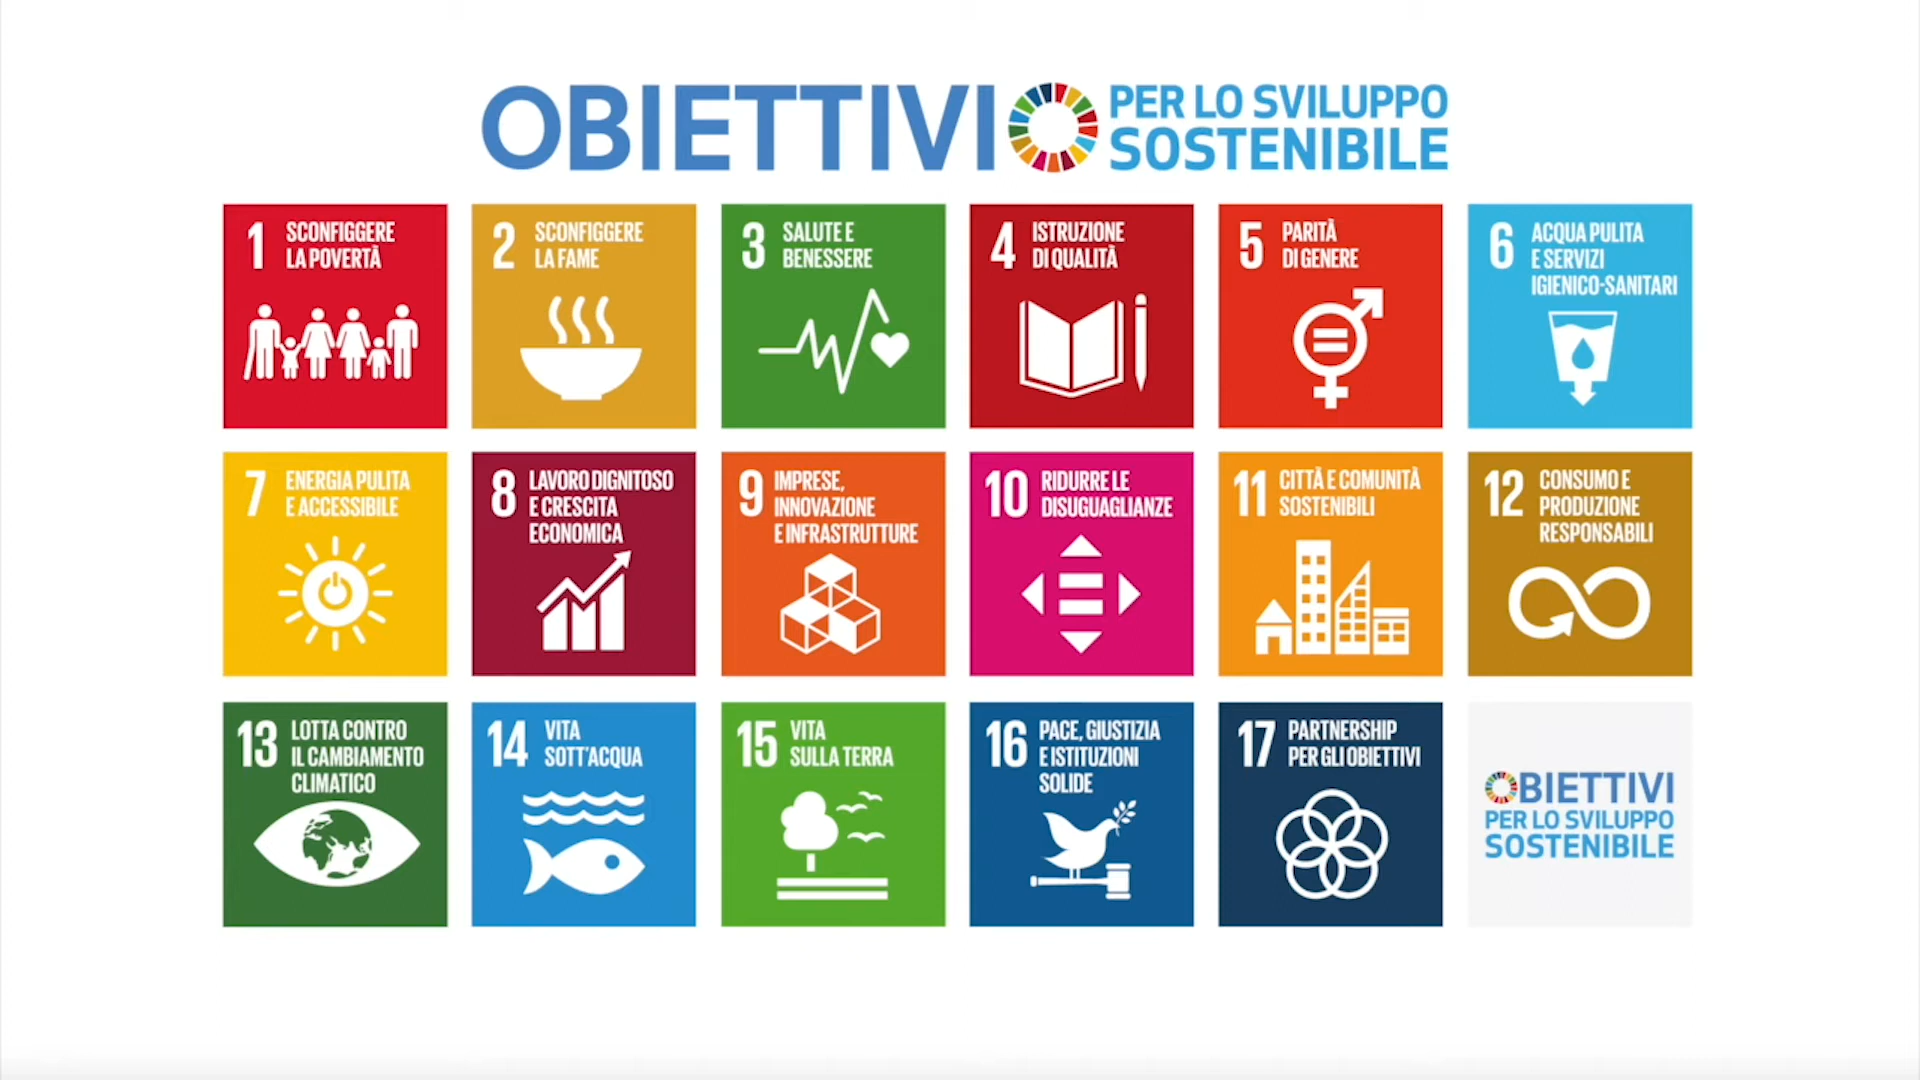 OBIETTIVI
PER LO SVILUPPO
SOSTENIBILE
1 SCONFIGGERE
LA POVERTÀ
2 SCONFIGGERE
LA FAME
3 SALUTE E
BENESSERE
4 ISTRUZIONE
DI QUALITÀ
5 PARITÀ
DI GENERE
6 ACQUA PULITA
E SERVIZI
IGIENICO-SANITARI
7 ENERGIA PULITA
E ACCESSIBILE
8 LAVORO DIGNITOSO
E CRESCITA
ECONOMICA
9 IMPRESE,
INNOVAZIONE
E INFRASTRUTTURE
10 RIDURRE LE
DISUGUAGLIANZE
11 CITTÀ E COMUNITÀ
SOSTENIBILI
12 CONSUMO E
PRODUZIONE
RESPONSABILI
13 LOTTA CONTRO
IL CAMBIAMENTO
CLIMATICO
14 VITA
SOTT'ACQUA
15 VITA
SULLA TERRA
16 PACE, GIUSTIZIA
E ISTITUZIONI
SOLIDE
17 PARTNERSHIP
PER GLI OBIETTIVI
OBIETTIVI
PER LO SVILUPPO
SOSTENIBILE